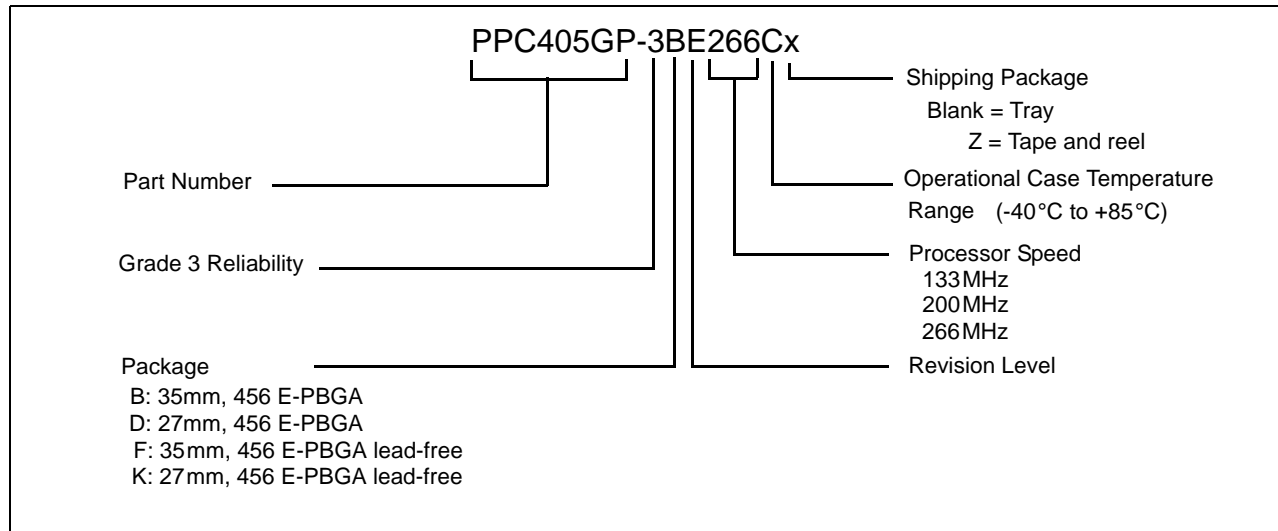 PPC405GP-3BE266Cx
Shipping Package
Blank = Tray
Z = Tape and reel
Part Number
Operational Case Temperature
Range (-40°C to +85°C)
Grade 3 Reliability
Processor Speed
133MHz
200MHz
266MHz
Package
Revision Level
B: 35mm, 456 E-PBGA
D: 27mm, 456 E-PBGA
F: 35mm, 456 E-PBGA lead-free
K: 27mm, 456 E-PBGA lead-free